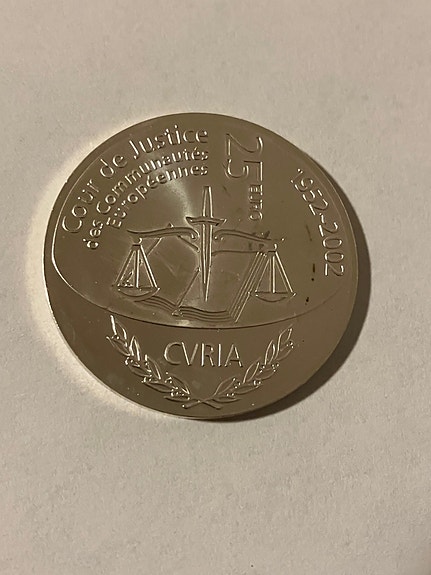 Cour de Justice
des Communautés
Européennes
25
EURO
1952-2002
CVRIA